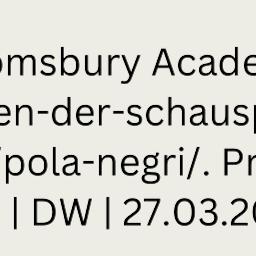 omsbury Acade
en-der-schausp
/pola-negri/. Pr
| DW | 27.03.20